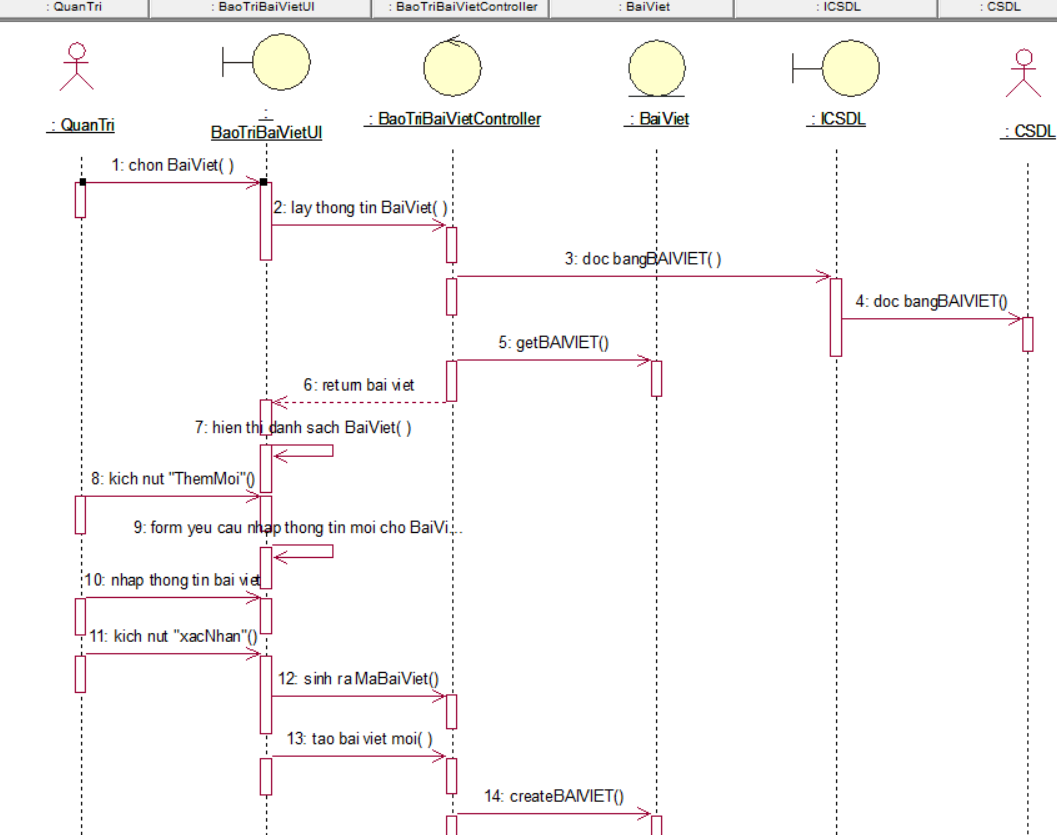 : QuanTri : BaoTriBaiVietUI : BaoTriBaiVietController : BaiViet : ICSDL : CSDL
: QuanTri
:
BaoTriBaiVietUI
: BaoTriBaiVietController
: BaiViet
: ICSDL
: CSDL
1: chon BaiViet( )
2: lay thong tin BaiViet( )
3: doc bangBAIVIET( )
4: doc bangBAIVIET()
5: getBAIVIET()
6: return bai viet
7: hien thi danh sach BaiViet( )
8: kich nut "ThemMoi"()
9: form yeu cau nhap thong tin moi cho BaiVi...
10: nhap thong tin bai viet
11: kich nut "xacNhan"()
12: sinh ra MaBaiViet()
13: tao bai viet moi( )
14: createBAIVIET()